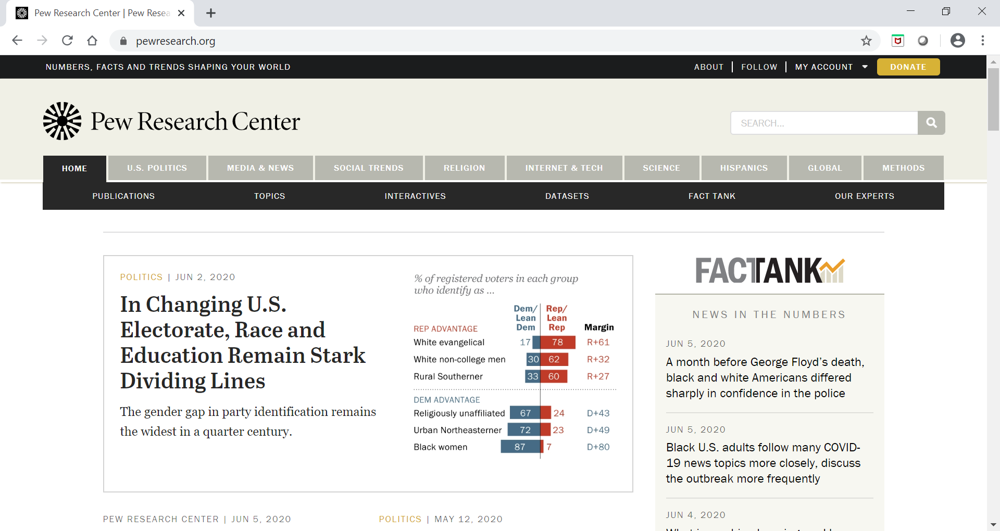 Pew Research Center | Pew Resea
pewresearch.org
NUMBERS, FACTS AND TRENDS SHAPING YOUR WORLD
ABOUT | FOLLOW | MY ACCOUNT
DONATE
Pew Research Center
SEARCH...
HOME
U.S. POLITICS
MEDIA & NEWS
SOCIAL TRENDS
RELIGION
INTERNET & TECH
SCIENCE
HISPANICS
GLOBAL
METHODS
PUBLICATIONS
TOPICS
INTERACTIVES
DATASETS
FACT TANK
OUR EXPERTS
POLITICS | JUN 2, 2020
In Changing U.S.
Electorate, Race and
Education Remain Stark
Dividing Lines
The gender gap in party identification remains
the widest in a quarter century.
% of registered voters in each group
who identify as ...
Dem/ Rep/
Lean Lean
Dem Rep Margin
REP ADVANTAGE
White evangelical 17 78 R+61
White non-college men 30 62 R+32
Rural Southerner 33 60 R+27
DEM ADVANTAGE
Religiously unaffiliated 67 24 D+43
Urban Northeasterner 72 23 D+49
Black women 87 7 D+80
FACTTANK
NEWS IN THE NUMBERS
JUN 5, 2020
A month before George Floyd’s death,
black and white Americans differed
sharply in confidence in the police
JUN 5, 2020
Black U.S. adults follow many COVID-
19 news topics more closely, discuss
the outbreak more frequently
JUN 4, 2020
PEW RESEARCH CENTER | JUN 5, 2020
POLITICS | MAY 12, 2020